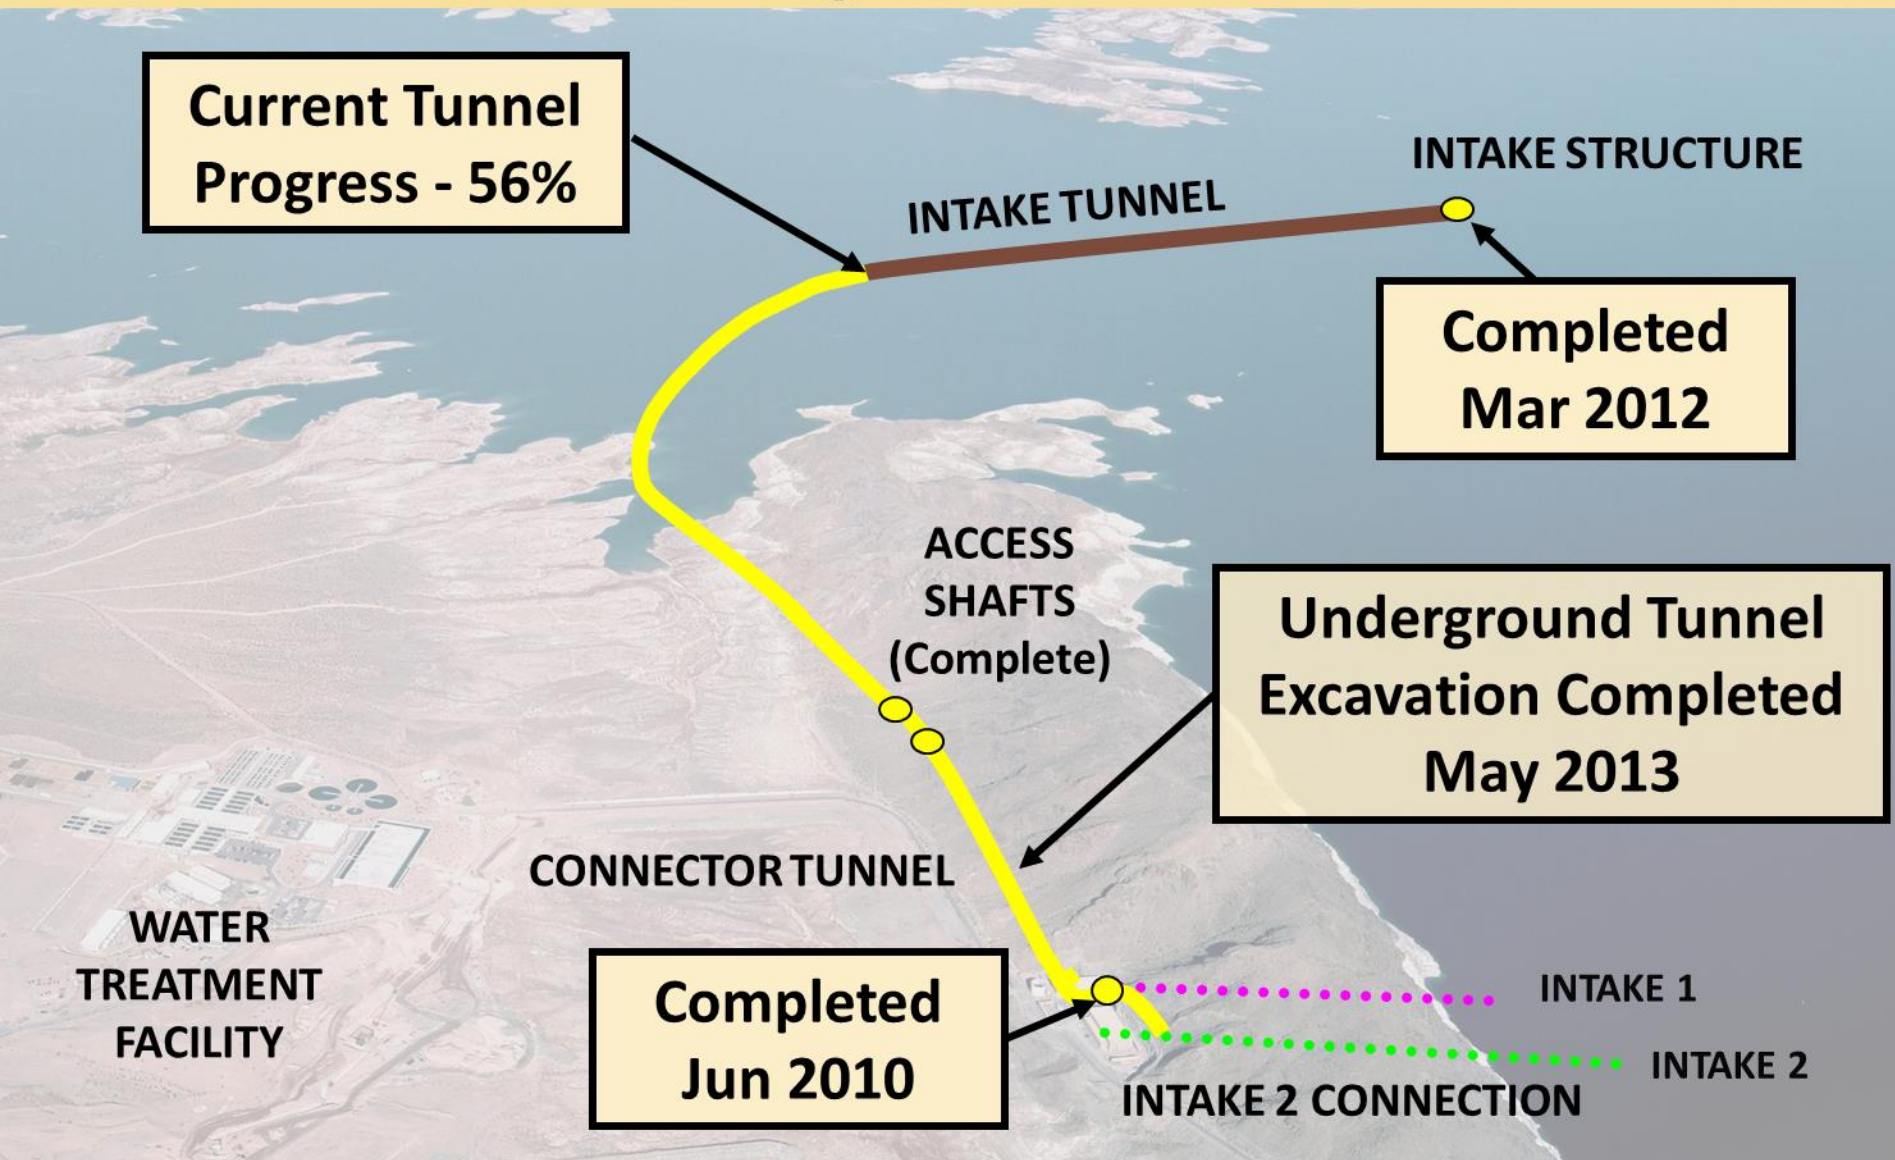 Current Tunnel
Progress - 56%
INTAKE STRUCTURE
INTAKE TUNNEL
Completed
Mar 2012
ACCESS
SHAFTS
(Complete)
Underground Tunnel
Excavation Completed
May 2013
CONNECTOR TUNNEL
WATER
TREATMENT
FACILITY
Completed
Jun 2010
INTAKE 1
INTAKE 2
INTAKE 2 CONNECTION